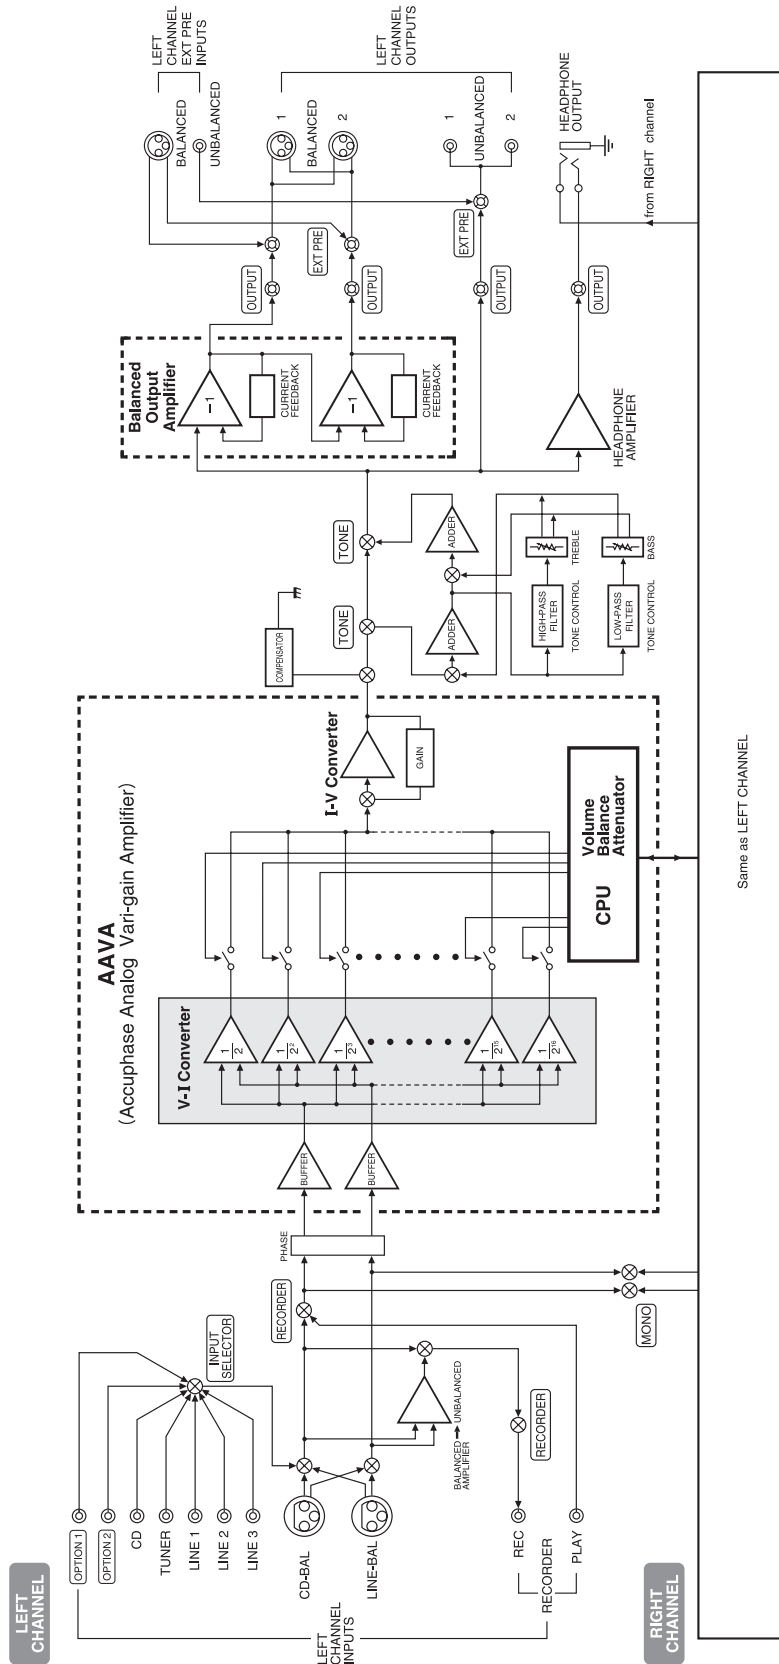 LEFT
CHANNEL
OPTION 1
OPTION 2
CD
TUNER
LINE 1
LINE 2
LINE 3
CD-BAL
LINE-BAL
REC
RECORDER
PLAY
LEFT
CHANNEL
INPUTS
INPUT
SELECTOR
RECORDER
BALANCED
UNBALANCED
AMPLIFIER
RECORDER
PHASE
MONO
AAVA
(Accuphase Analog Vari-gain Amplifier)
BUFFER
BUFFER
V-I Converter
1
2
1
2²
1
2³
1
2¹⁵
1
2¹⁶
I-V Converter
GAIN
CPU
Volume
Balance
Attenuator
COMPENSATOR
TONE
TONE
ADDER
ADDER
HIGH-PASS
FILTER
TONE CONTROL
TREBLE
LOW-PASS
FILTER
TONE CONTROL
BASS
Balanced
Output
Amplifier
−1
CURRENT
FEEDBACK
−1
CURRENT
FEEDBACK
HEADPHONE
AMPLIFIER
OUTPUT
OUTPUT
OUTPUT
OUTPUT
EXT PRE
EXT PRE
BALANCED
UNBALANCED
LEFT
CHANNEL
EXT PRE
INPUTS
1
BALANCED
2
LEFT
CHANNEL
OUTPUTS
1
UNBALANCED
2
HEADPHONE
OUTPUT
from RIGHT channel
RIGHT
CHANNEL
Same as LEFT CHANNEL